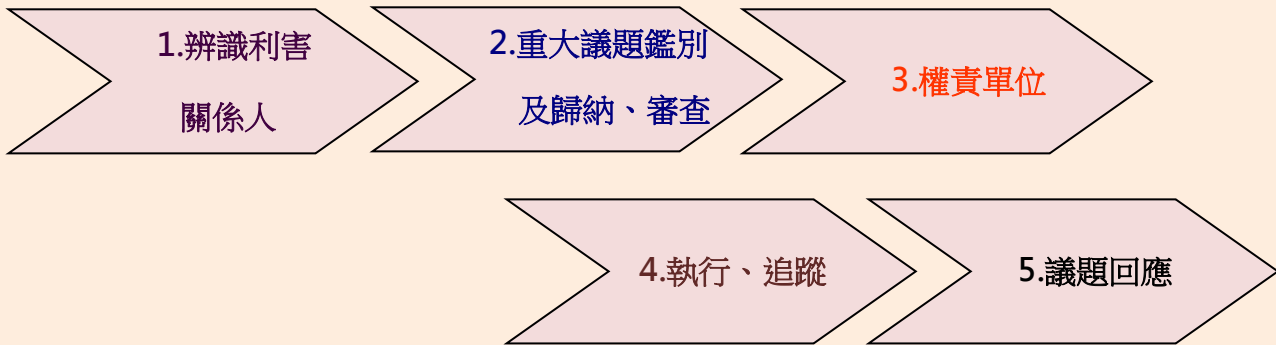 1.辨識利害
關係人
2.重大議題鑑別
及歸納、審查
3.權責單位
4.執行、追蹤
5.議題回應